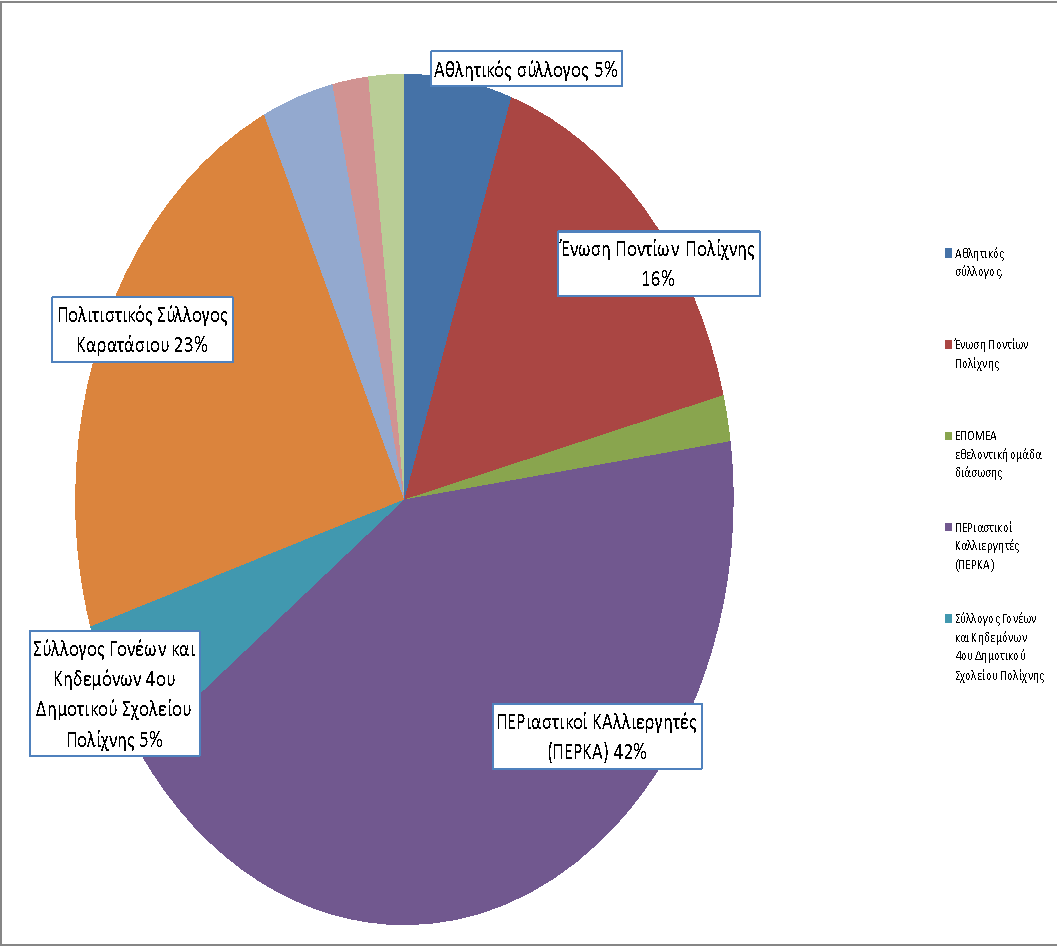 Αθλητικός σύλλογος 5%
Ένωση Ποντίων Πολίχνης
16%
Πολιτιστικός Σύλλογος
Καρατάσιου 23%
Σύλλογος Γονέων και
Κηδεμόνων 4ου
Δημοτικού Σχολείου
Πολίχνης 5%
ΠΕΡιαστικοί ΚΑλλιεργητές
(ΠΕΡΚΑ) 42%
Αθλητικός
σύλλογος
Ένωση Ποντίων
Πολίχνης
ΕΠΟΜΕΑ
εθελοντική ομάδα
διάσωσης
ΠΕΡιαστικοί
Καλλιεργητές
(ΠΕΡΚΑ)
Σύλλογος Γονέων
και Κηδεμόνων
4ου Δημοτικού
Σχολείου Πολίχνης